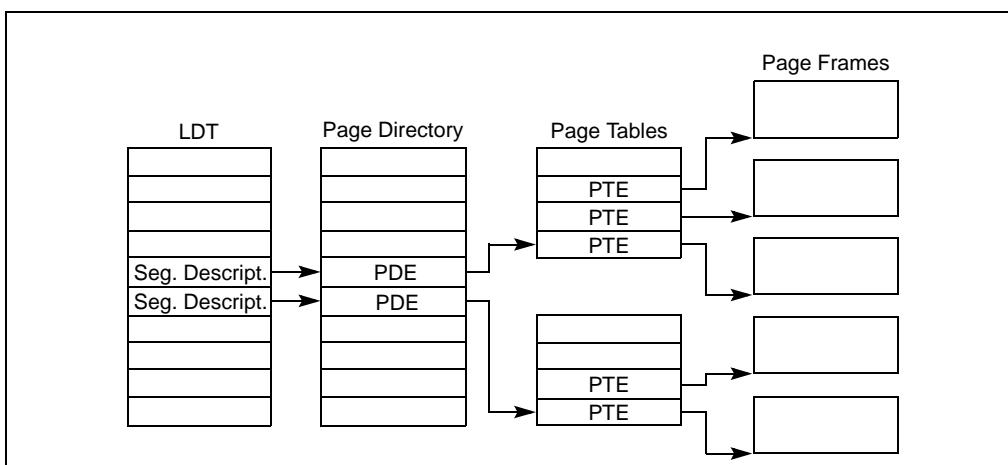 Page Frames
LDT
Page Directory
Page Tables
PTE
PTE
PTE
Seg. Descript.
PDE
Seg. Descript.
PDE
PTE
PTE